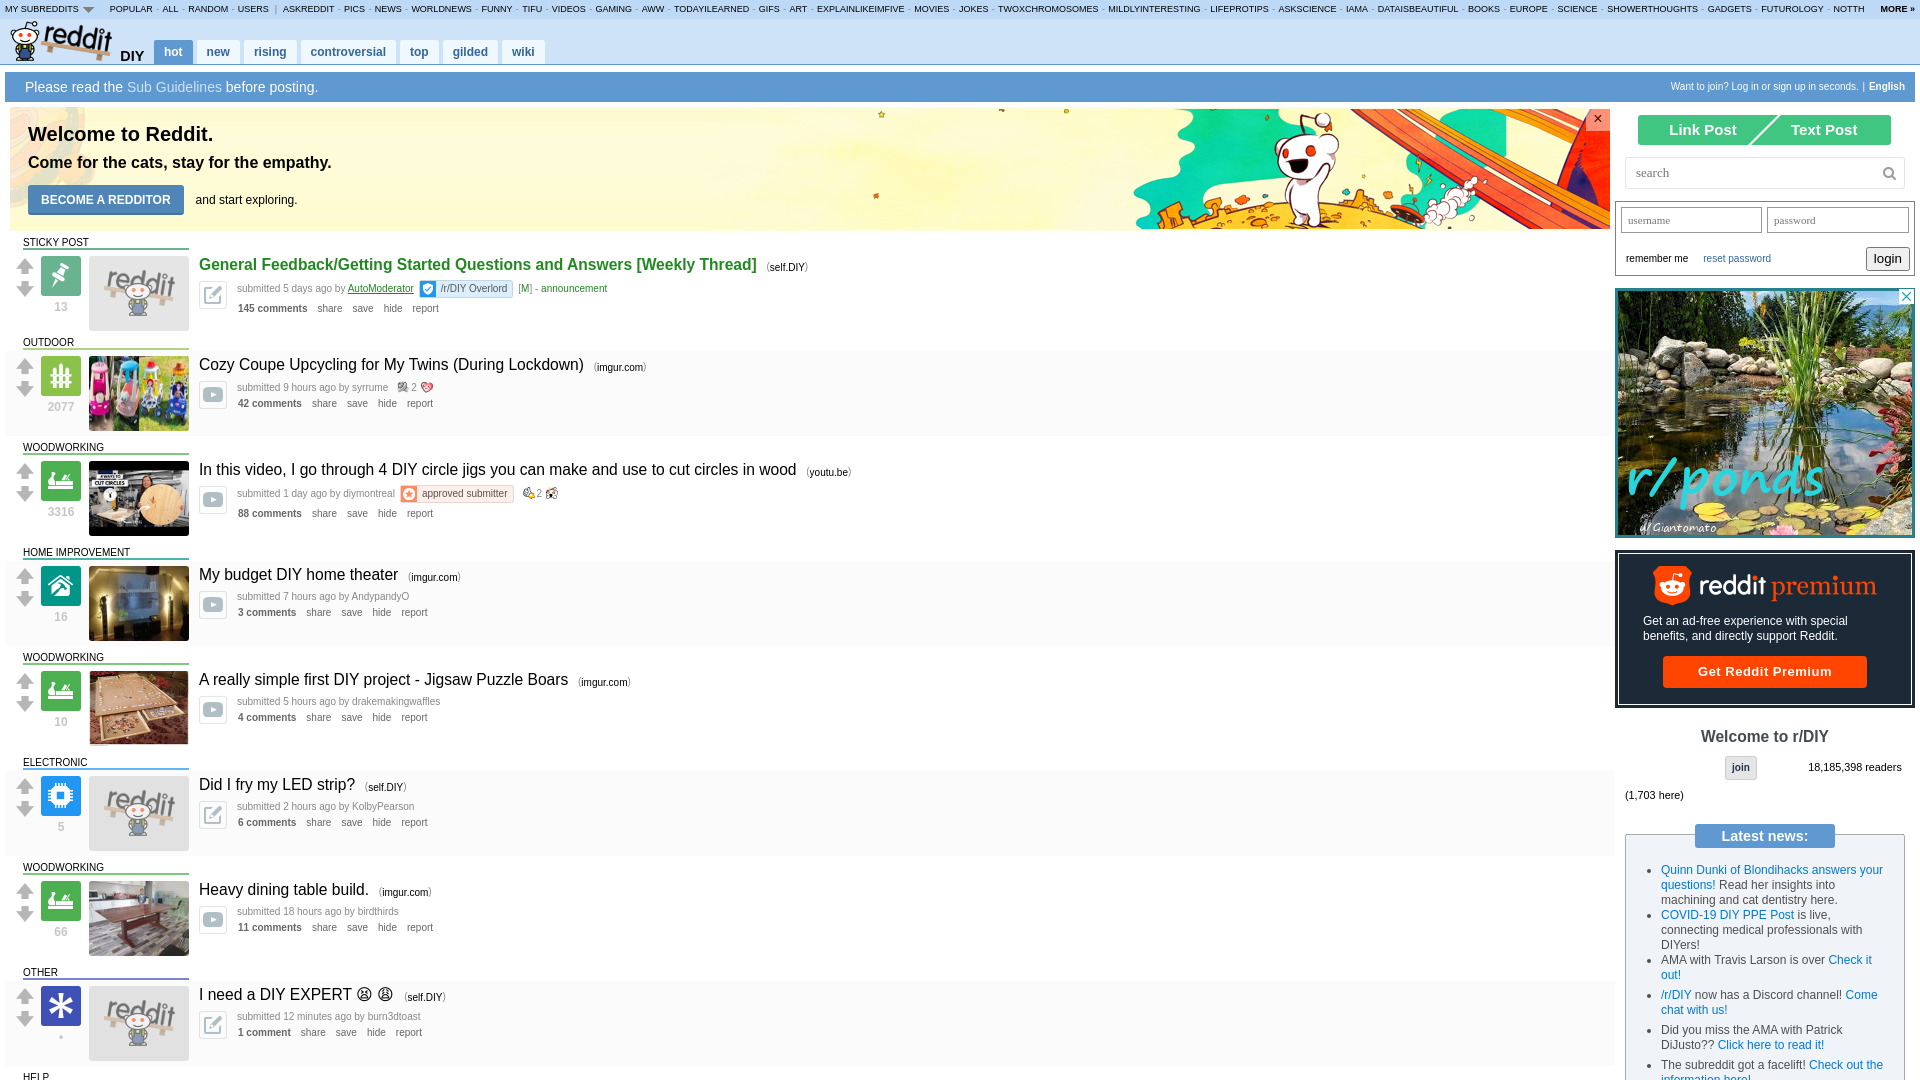 MY SUBREDDITS POPULAR - ALL - RANDOM - USERS | ASKREDDIT - PICS - NEWS - WORLDNEWS - FUNNY - TIFU - VIDEOS - GAMING - AWW - TODAYILEARNED - GIFS - ART - EXPLAINLIKEIMFIVE - MOVIES - JOKES - TWOXCHROMOSOMES - MILDLYINTERESTING - LIFEPROTIPS - ASKSCIENCE - IAMA - DATAISBEAUTIFUL - BOOKS - EUROPE - SCIENCE - SHOWERTHOUGHTS - GADGETS - FUTUROLOGY - NOTTH MORE »
reddit DIY hot new rising controversial top gilded wiki
Please read the Sub Guidelines before posting.
Want to join? Log in or sign up in seconds. | English
Welcome to Reddit.
Come for the cats, stay for the empathy.
BECOME A REDDITOR and start exploring.
×
STICKY POST
13
General Feedback/Getting Started Questions and Answers [Weekly Thread] (self.DIY)
submitted 5 days ago by AutoModerator /r/DIY Overlord [M] - announcement
145 comments share save hide report
OUTDOOR
2077
Cozy Coupe Upcycling for My Twins (During Lockdown) (imgur.com)
submitted 9 hours ago by syrrume 2
42 comments share save hide report
WOODWORKING
3316
CUT CIRCLES
In this video, I go through 4 DIY circle jigs you can make and use to cut circles in wood (youtu.be)
submitted 1 day ago by diymontreal approved submitter 2
88 comments share save hide report
HOME IMPROVEMENT
16
My budget DIY home theater (imgur.com)
submitted 7 hours ago by AndypandyO
3 comments share save hide report
WOODWORKING
10
A really simple first DIY project - Jigsaw Puzzle Boars (imgur.com)
submitted 5 hours ago by drakemakingwaffles
4 comments share save hide report
ELECTRONIC
5
Did I fry my LED strip? (self.DIY)
submitted 2 hours ago by KolbyPearson
6 comments share save hide report
WOODWORKING
66
Heavy dining table build. (imgur.com)
submitted 18 hours ago by birdthirds
11 comments share save hide report
OTHER
•
I need a DIY EXPERT 😫 😩 (self.DIY)
submitted 12 minutes ago by burn3dtoast
1 comment share save hide report
HELP
Link Post Text Post
search
username password
remember me reset password login
r/ponds
u/Giantomato
reddit premium
Get an ad-free experience with special
benefits, and directly support Reddit.
Get Reddit Premium
Welcome to r/DIY
join 18,185,398 readers
(1,703 here)
Latest news:
Quinn Dunki of Blondihacks answers your
questions! Read her insights into
machining and cat dentistry here.
COVID-19 DIY PPE Post is live,
connecting medical professionals with
DIYers!
AMA with Travis Larson is over Check it
out!
/r/DIY now has a Discord channel! Come
chat with us!
Did you miss the AMA with Patrick
DiJusto?? Click here to read it!
The subreddit got a facelift! Check out the
information here!